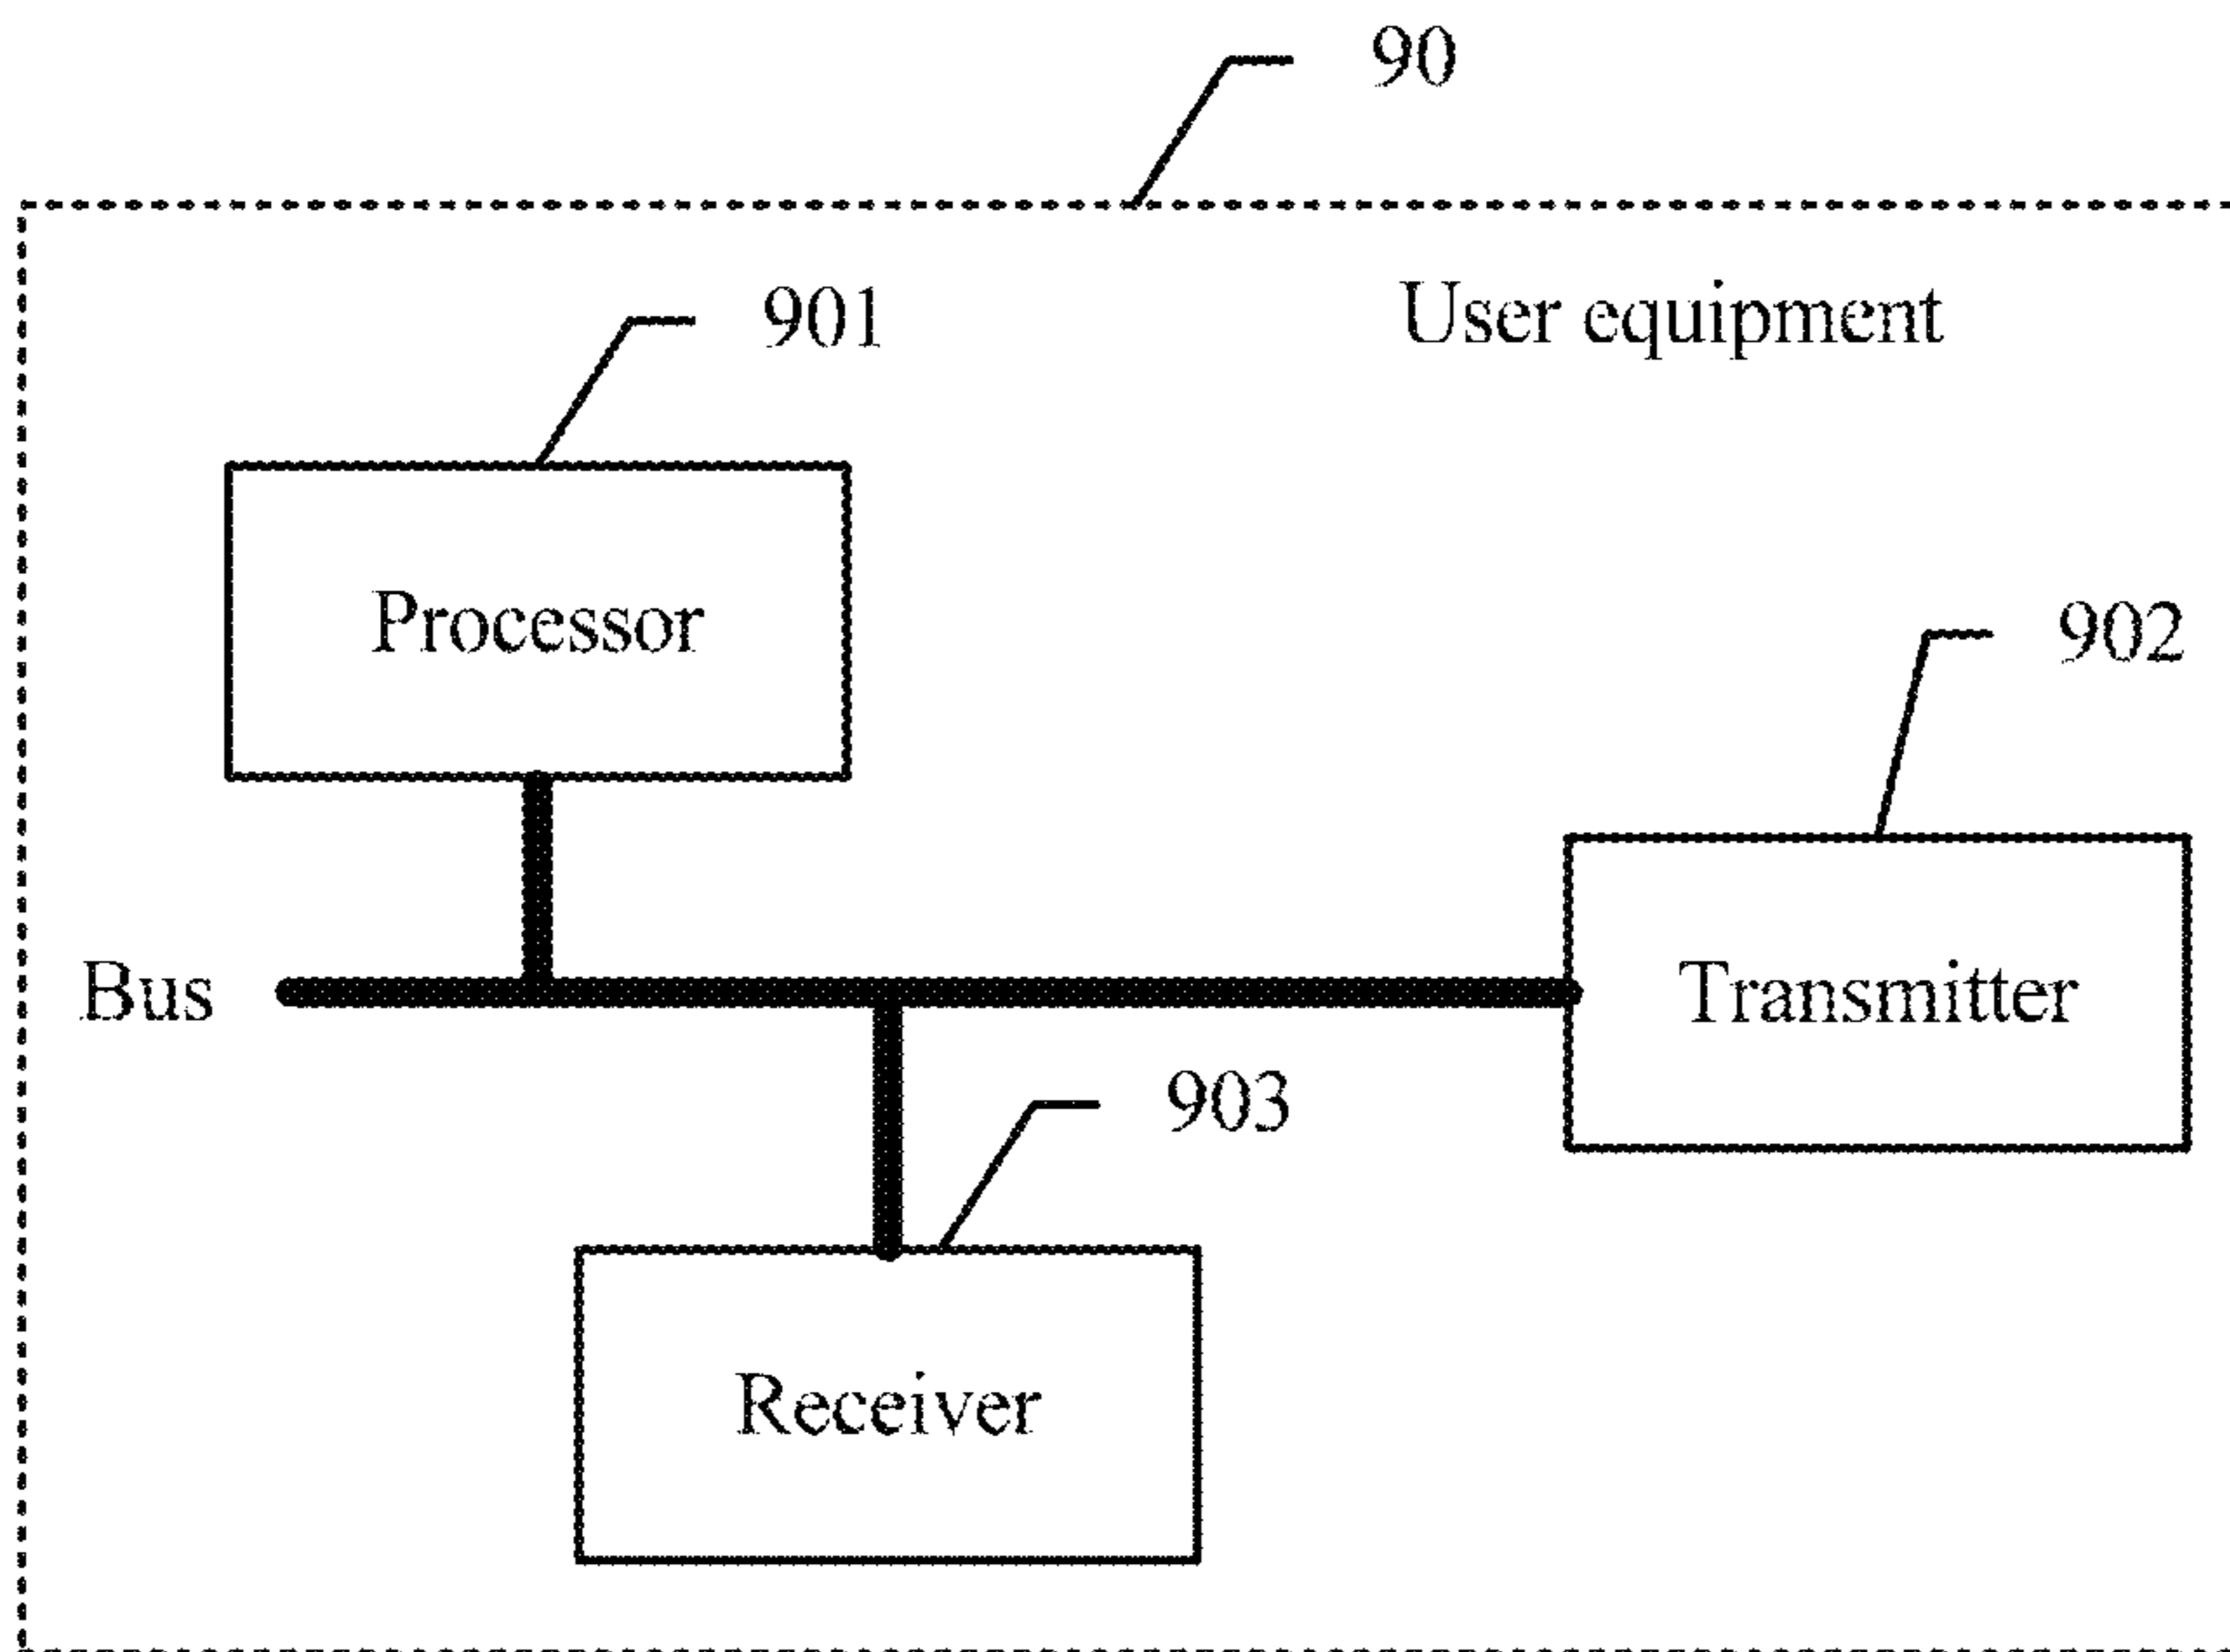 90
User equipment
901
Processor
902
Bus
Transmitter
903
Receiver